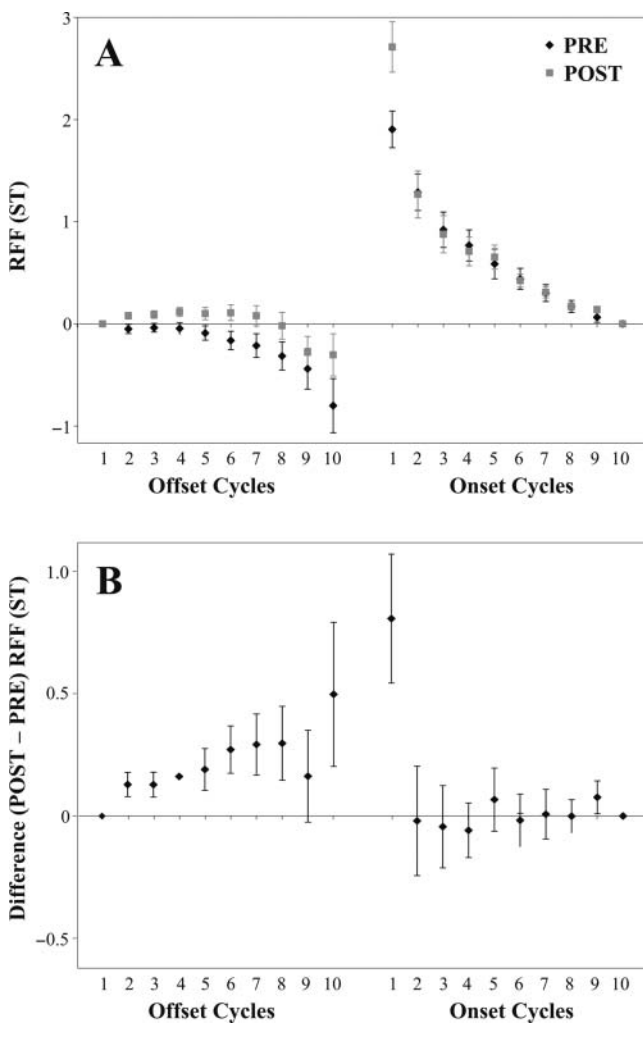 A
PRE
POST
RFF (ST)
3
2
1
0
−1
1 2 3 4 5 6 7 8 9 10 1 2 3 4 5 6 7 8 9 10
Offset Cycles Onset Cycles
B
Difference (POST – PRE) RFF (ST)
1.0
0.5
0
−0.5
1 2 3 4 5 6 7 8 9 10 1 2 3 4 5 6 7 8 9 10
Offset Cycles Onset Cycles